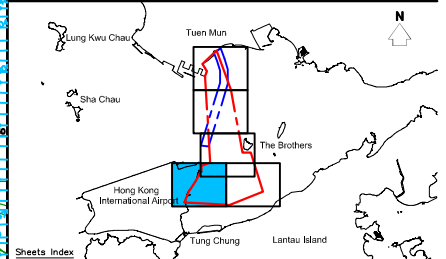 Tuen Mun
N
Lung Kwu Chau
Sha Chau
The Brothers
Hong Kong
International Airport
Tung Chung
Lantau Island
Sheets Index